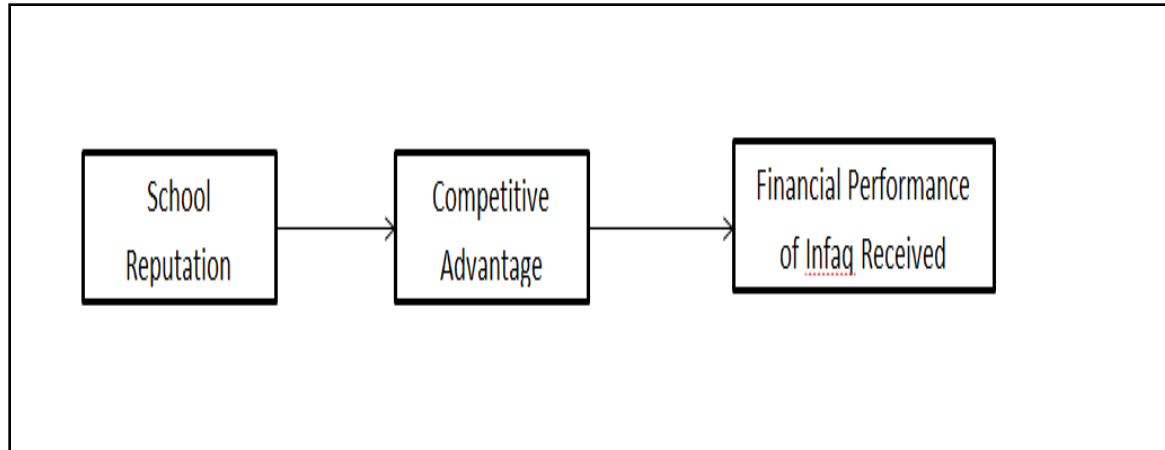 School
Reputation
Competitive
Advantage
Financial Performance
of Infaq Received